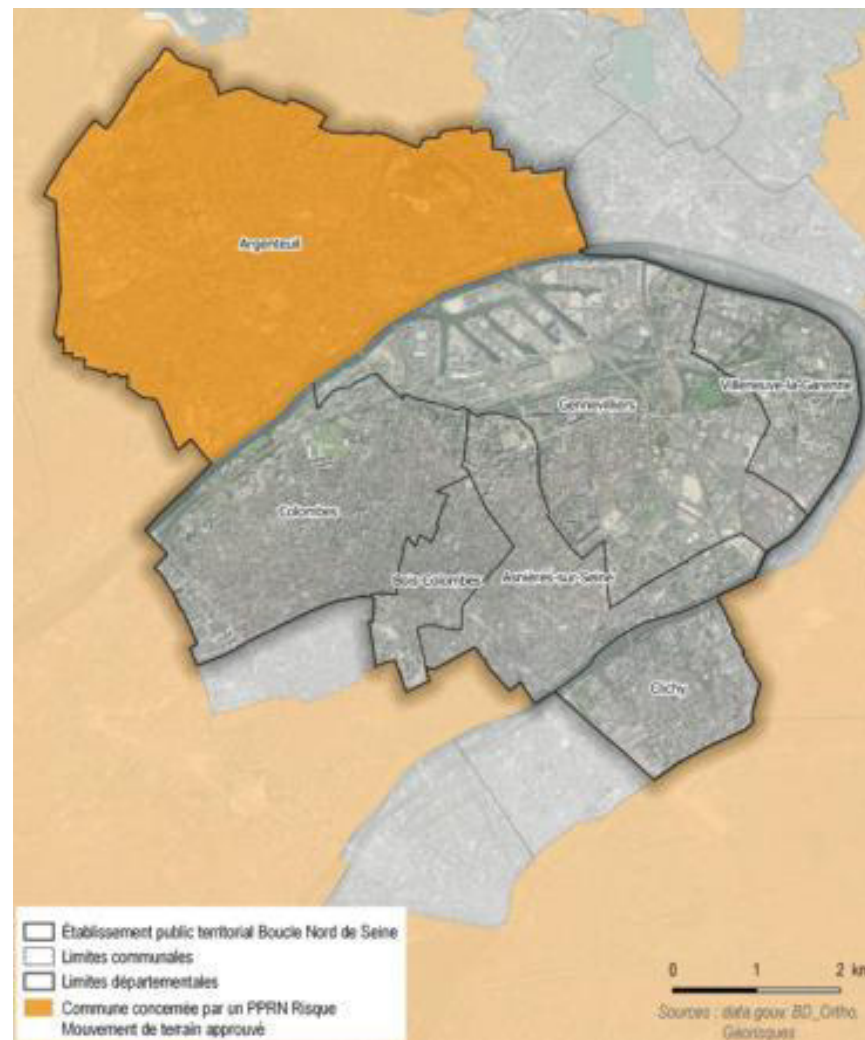 Argenteuil
Villeneuve-la-Garenne
Gennevilliers
Colombes
Bois-Colombes
Asnières-sur-Seine
Clichy
Établissement public territorial Boucle Nord de Seine
Limites communales
Limites départementales
Commune concernée par un PPRN Risque
Mouvement de terrain approuvé
0 1 2 km
Sources : data gouv, BD_Ortho,
Géorisques